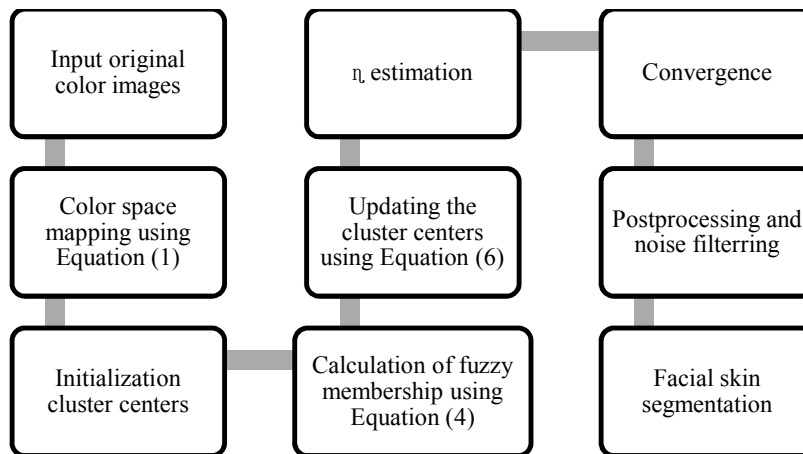 Input original
color images
η estimation
Convergence
Color space
mapping using
Equation (1)
Updating the
cluster centers
using Equation (6)
Postprocessing and
noise filterring
Initialization
cluster centers
Calculation of fuzzy
membership using
Equation (4)
Facial skin
segmentation